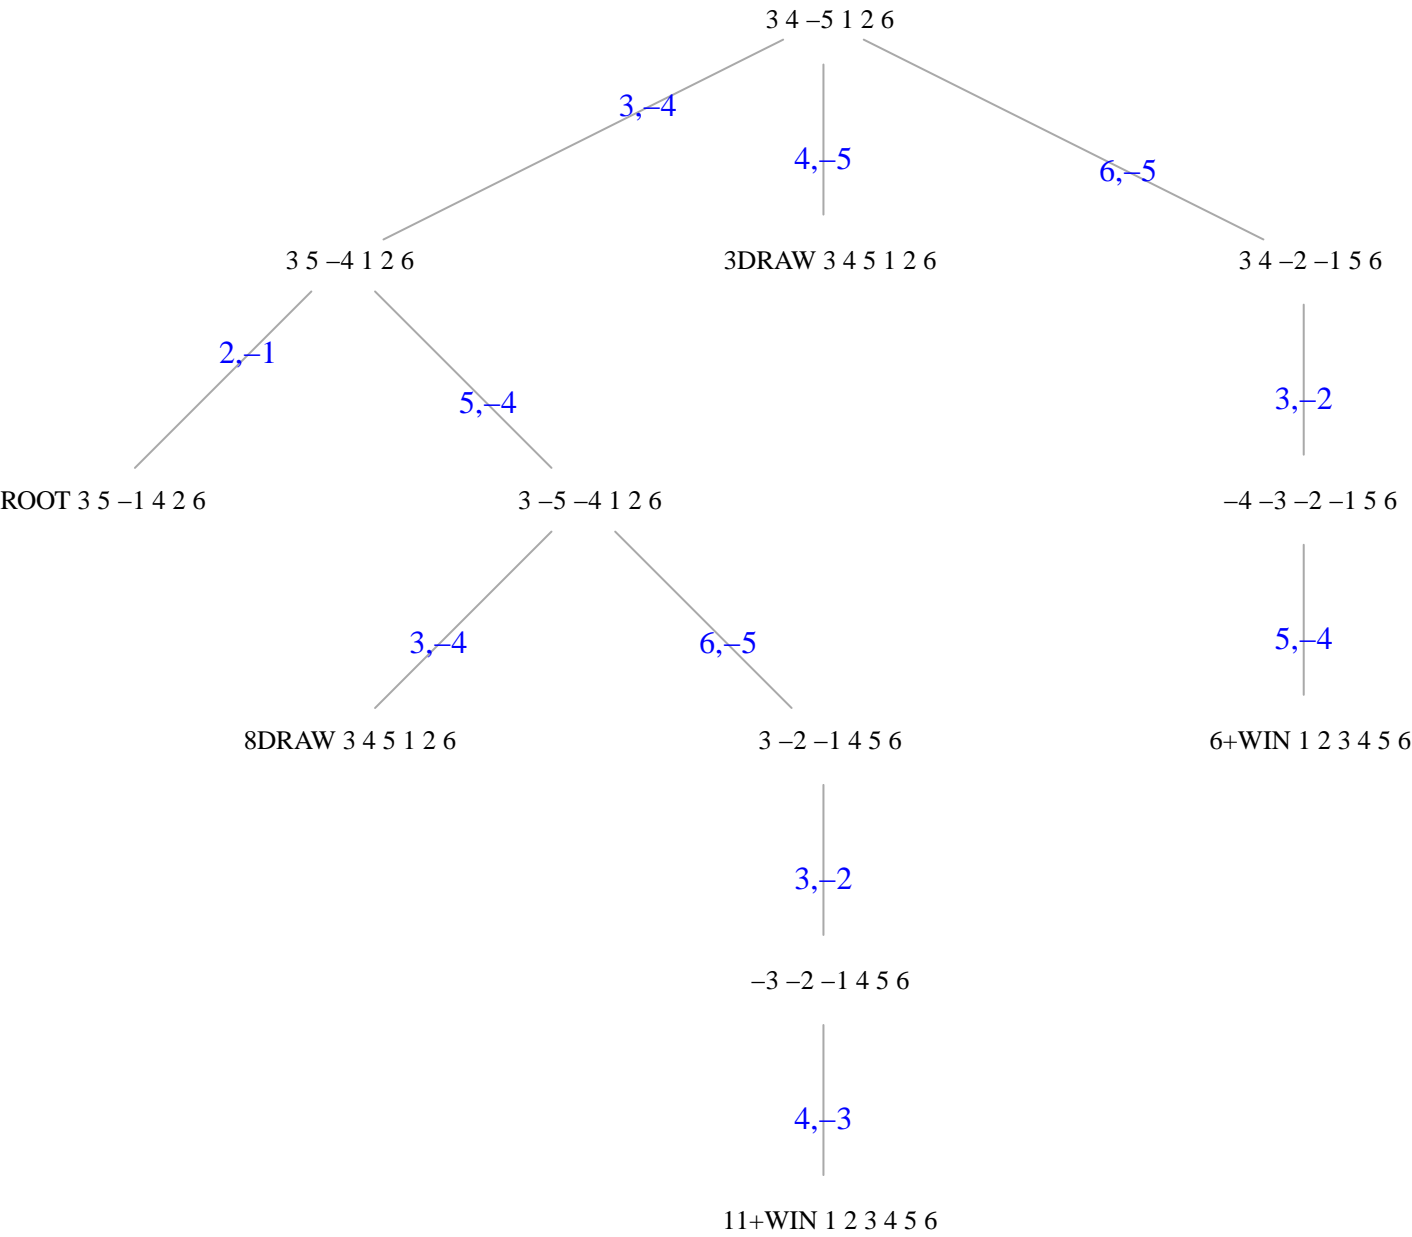 3 4 –5 1 2 6
3,–4
4,–5
6,–5
3 5 –4 1 2 6
3DRAW 3 4 5 1 2 6
3 4 –2 –1 5 6
2,–1
5,–4
3,–2
ROOT 3 5 –1 4 2 6
3 –5 –4 1 2 6
–4 –3 –2 –1 5 6
3,–4
6,–5
5,–4
8DRAW 3 4 5 1 2 6
3 –2 –1 4 5 6
6+WIN 1 2 3 4 5 6
3,–2
–3 –2 –1 4 5 6
4,–3
11+WIN 1 2 3 4 5 6